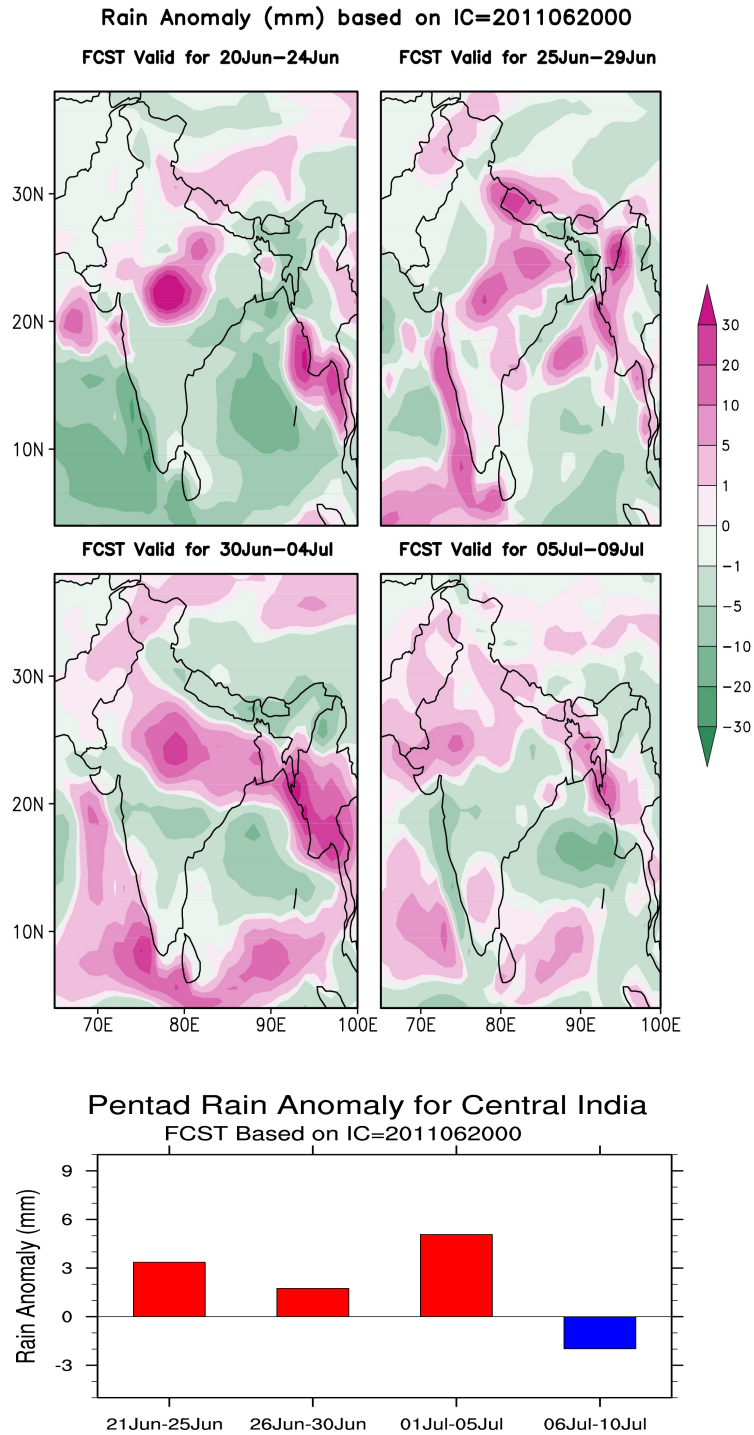 Rain Anomaly (mm) based on IC=2011062000
FCST Valid for 20Jun−24Jun
FCST Valid for 25Jun−29Jun
30N
20N
10N
30
20
10
5
1
0
−1
−5
−10
−20
−30
FCST Valid for 30Jun−04Jul
FCST Valid for 05Jul−09Jul
30N
20N
10N
70E 80E 90E 100E
70E 80E 90E 100E
Pentad Rain Anomaly for Central India
FCST Based on IC=2011062000
Rain Anomaly (mm)
9
6
3
0
-3
21Jun-25Jun 26Jun-30Jun 01Jul-05Jul 06Jul-10Jul